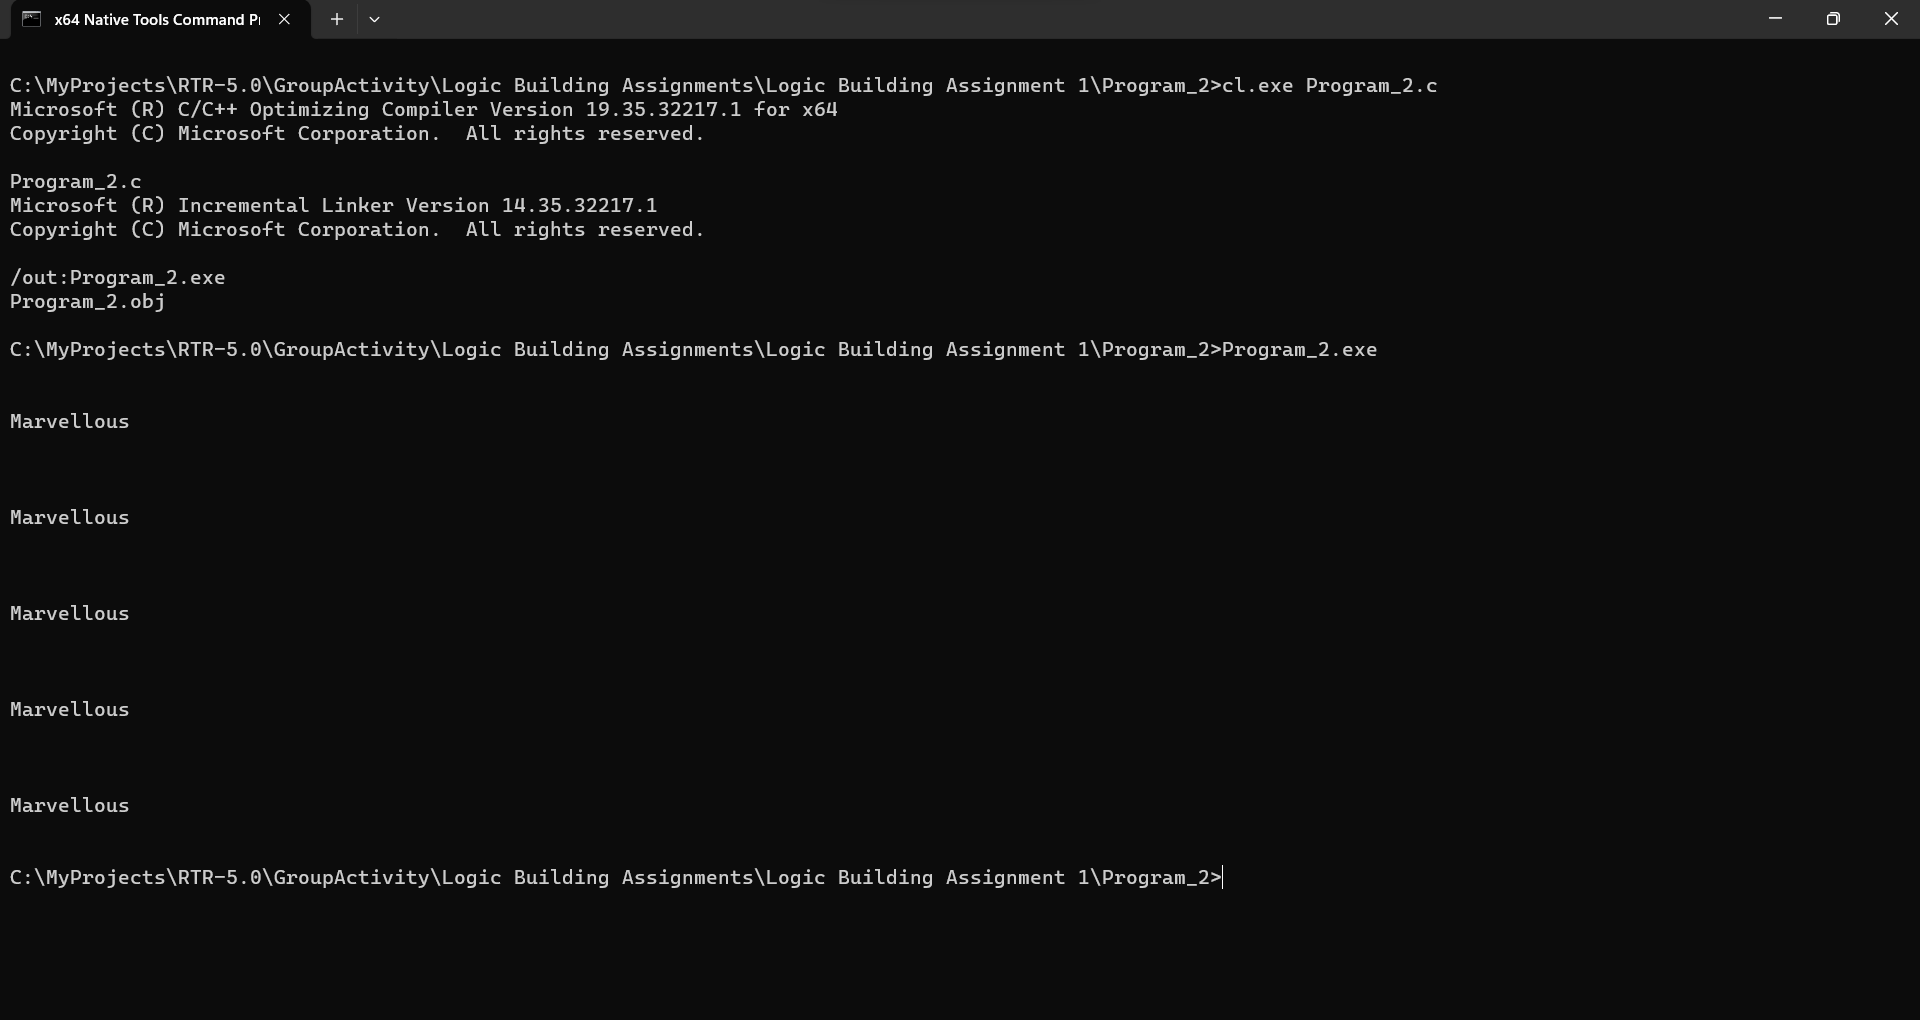 x64 Native Tools Command P
C:\MyProjects\RTR-5.0\GroupActivity\Logic Building Assignments\Logic Building Assignment 1\Program_2>cl.exe Program_2.c
Microsoft (R) C/C++ Optimizing Compiler Version 19.35.32217.1 for x64
Copyright (C) Microsoft Corporation.  All rights reserved.
Program_2.c
Microsoft (R) Incremental Linker Version 14.35.32217.1
Copyright (C) Microsoft Corporation.  All rights reserved.
/out:Program_2.exe
Program_2.obj
C:\MyProjects\RTR-5.0\GroupActivity\Logic Building Assignments\Logic Building Assignment 1\Program_2>Program_2.exe
Marvellous
Marvellous
Marvellous
Marvellous
Marvellous
C:\MyProjects\RTR-5.0\GroupActivity\Logic Building Assignments\Logic Building Assignment 1\Program_2>